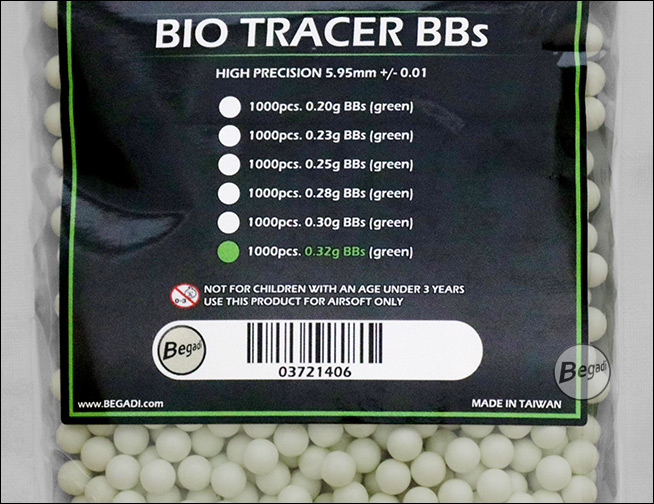 BIO TRACER BBs
HIGH PRECISION 5.95mm +/- 0.01
1000pcs. 0.20g BBs (green)
1000pcs. 0.23g BBs (green)
1000pcs. 0.25g BBs (green)
1000pcs. 0.28g BBs (green)
1000pcs. 0.30g BBs (green)
1000pcs. 0.32g BBs (green)
0-3
NOT FOR CHILDREN WITH AN AGE UNDER 3 YEARS
USE THIS PRODUCT FOR AIRSOFT ONLY
Begadi
03721406
Begadi
www.BEGADI.com
MADE IN TAIWAN